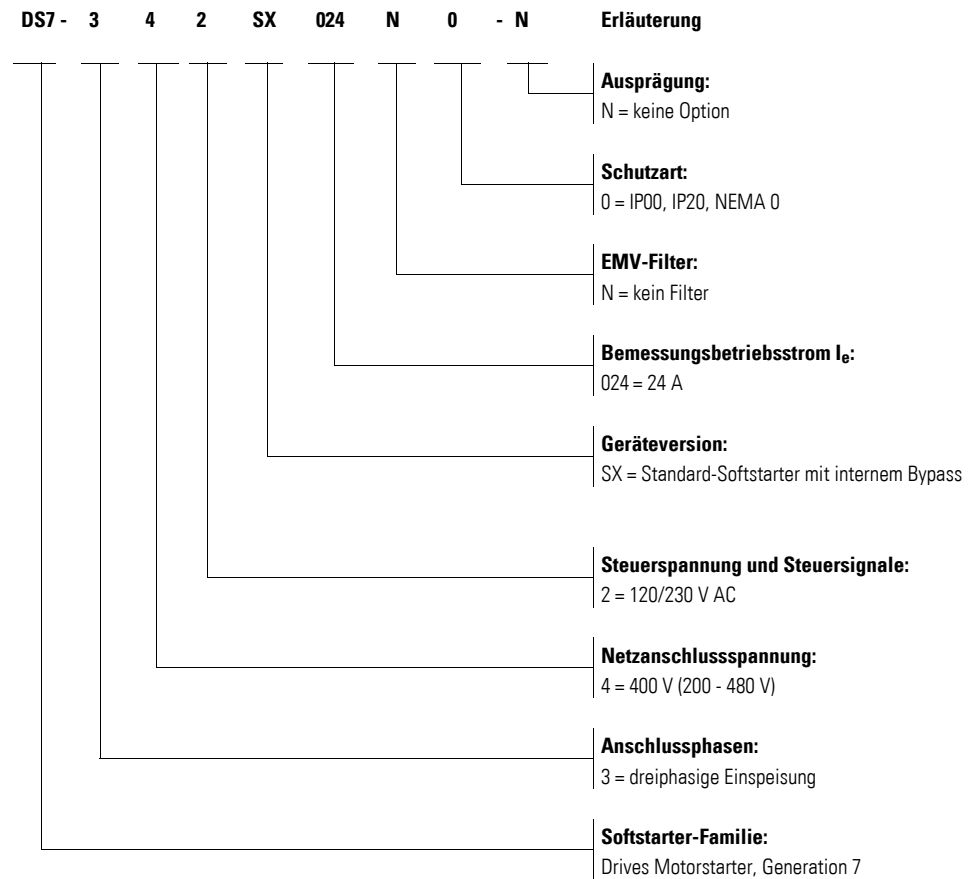 DS7 - 3 4 2 SX 024 N 0 - N Erläuterung
Ausprägung:
N = keine Option
Schutzart:
0 = IP00, IP20, NEMA 0
EMV-Filter:
N = kein Filter
Bemessungsbetriebsstrom Ie:
024 = 24 A
Geräteversion:
SX = Standard-Softstarter mit internem Bypass
Steuerspannung und Steuersignale:
2 = 120/230 V AC
Netzanschlussspannung:
4 = 400 V (200 - 480 V)
Anschlussphasen:
3 = dreiphasige Einspeisung
Softstarter-Familie:
Drives Motorstarter, Generation 7